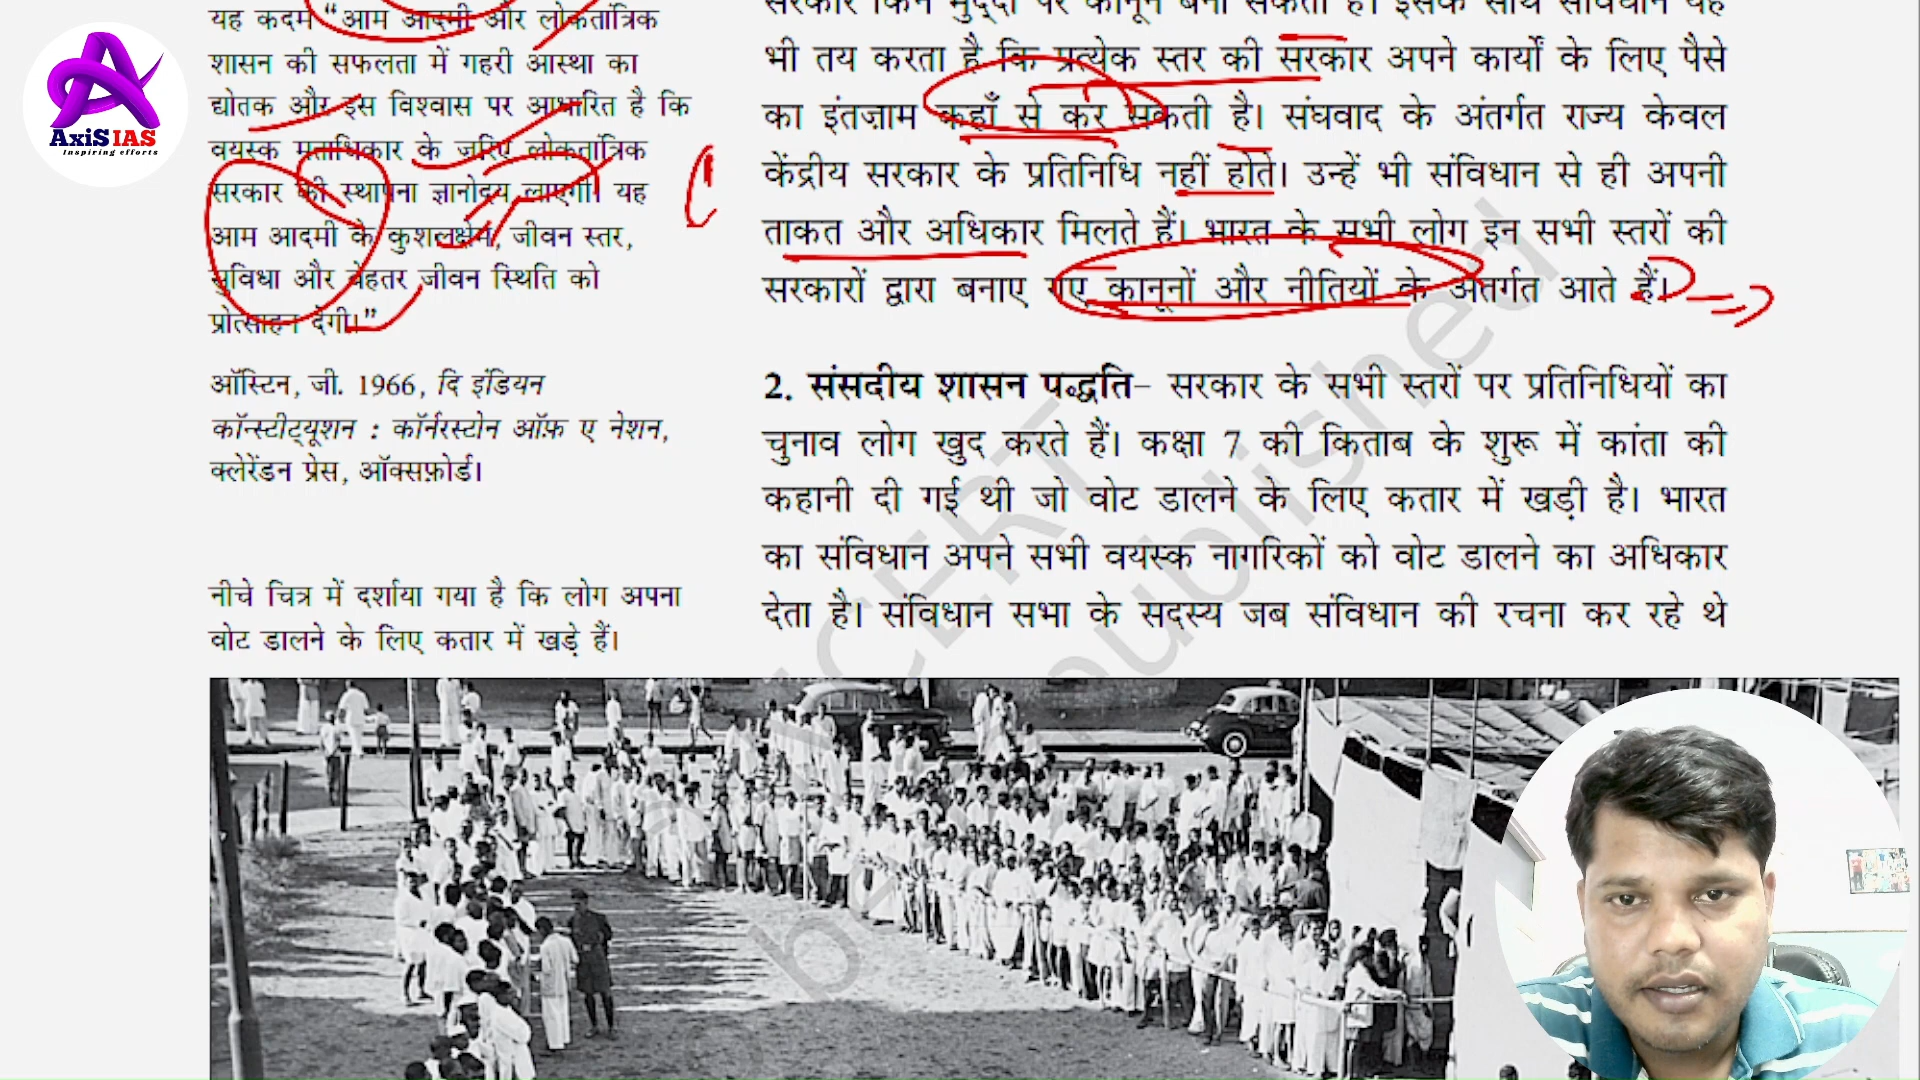 AxiS IAS
Inspiring efforts
यह कदम “आम आदमी और लोकतांत्रिक
शासन की सफलता में गहरी आस्था का
द्योतक और इस विश्वास पर आधारित है कि
वयस्क मताधिकार के ज़रिए लोकतांत्रिक
सरकार की स्थापना ज्ञानोदय लाएगी। यह
आम आदमी के कुशलक्षेम, जीवन स्तर,
सुविधा और बेहतर जीवन स्थिति को
प्रोत्साहन देगी।”
ऑस्टिन, जी. 1966, दि इंडियन
कॉन्स्टीट्यूशन : कॉर्नरस्टोन ऑफ़ ए नेशन,
क्लेरेंडन प्रेस, ऑक्सफ़ोर्ड।
नीचे चित्र में दर्शाया गया है कि लोग अपना
वोट डालने के लिए कतार में खड़े हैं।
सरकार किन मुद्दों पर कानून बना सकती है। इसके साथ संविधान यह
भी तय करता है कि प्रत्येक स्तर की सरकार अपने कार्यों के लिए पैसे
का इंतज़ाम कहाँ से कर सकती है। संघवाद के अंतर्गत राज्य केवल
केंद्रीय सरकार के प्रतिनिधि नहीं होते। उन्हें भी संविधान से ही अपनी
ताकत और अधिकार मिलते हैं। भारत के सभी लोग इन सभी स्तरों की
सरकारों द्वारा बनाए गए कानूनों और नीतियों के अंतर्गत आते हैं।
2. संसदीय शासन पद्धति– सरकार के सभी स्तरों पर प्रतिनिधियों का
चुनाव लोग खुद करते हैं। कक्षा 7 की किताब के शुरू में कांता की
कहानी दी गई थी जो वोट डालने के लिए कतार में खड़ी है। भारत
का संविधान अपने सभी वयस्क नागरिकों को वोट डालने का अधिकार
देता है। संविधान सभा के सदस्य जब संविधान की रचना कर रहे थे